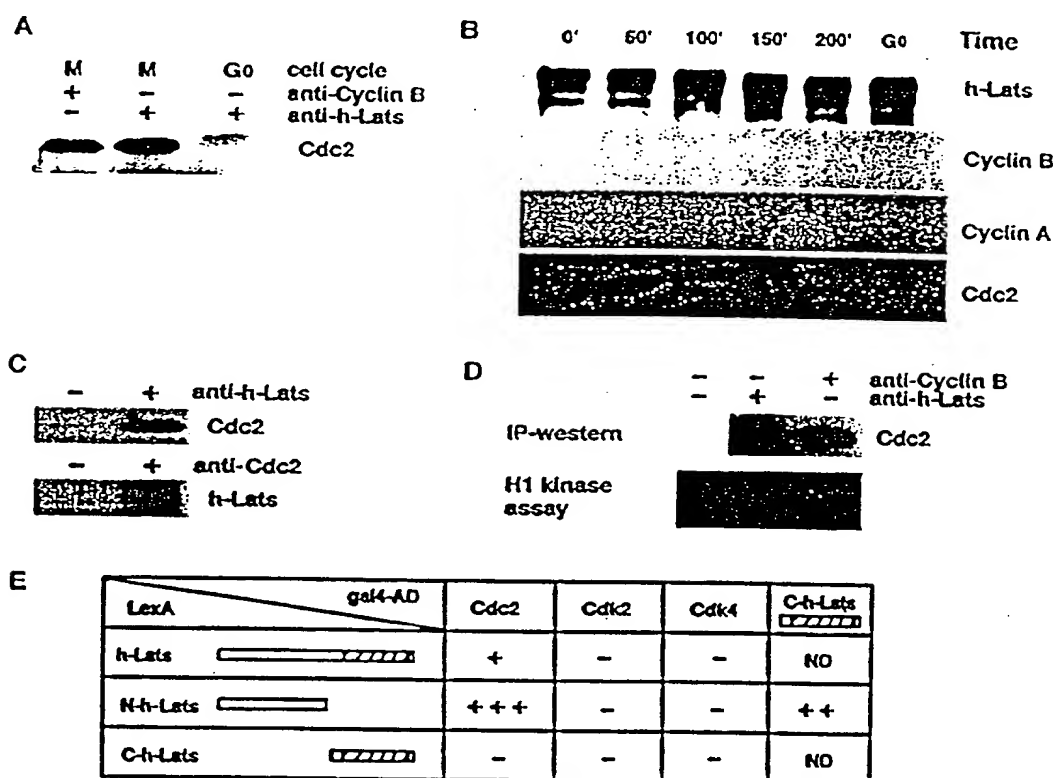 A
M M G0 cell cycle
+ − − anti-Cyclin B
− + + anti-h-Lats
Cdc2
B
0' 50' 100' 150' 200' G0 Time
h-Lats
Cyclin B
Cyclin A
Cdc2
C
− + anti-h-Lats
Cdc2
− + anti-Cdc2
h-Lats
D
− − + anti-Cyclin B
− + − anti-h-Lats
IP-western Cdc2
H1 kinase
assay
E
LexA gal4-AD Cdc2 Cdk2 Cdk4 C-h-Lats
h-Lats + − − ND
N-h-Lats +++ − − ++
C-h-Lats − − − ND